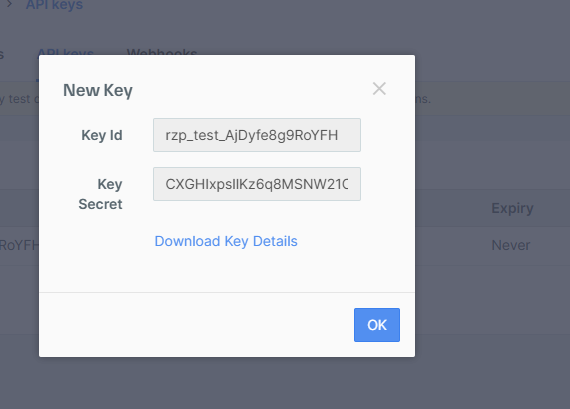 API keys
API keys Webhooks
New Key
Key Id rzp_test_AjDyfe8g9RoYFH
y test
ns.
Key
Secret
Expiry
Download Key Details
RoYFH
Never
OK